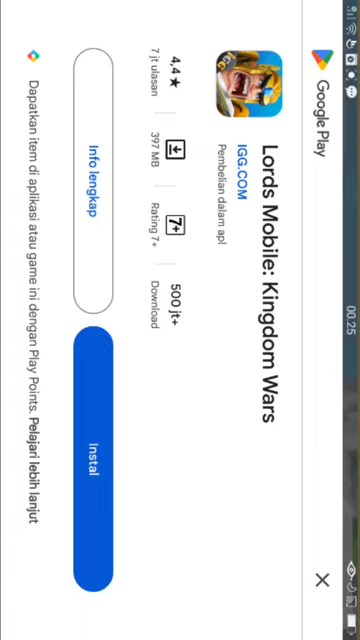 00.25
Google Play
Lords Mobile: Kingdom Wars
IGG.COM
Pembelian dalam apl
4,4★
7 jt ulasan
397 MB
7+
Rating 7+
500 jt+
Download
Info lengkap
Instal
Dapatkan item di aplikasi atau game ini dengan Play Points. Pelajari lebih lanjut